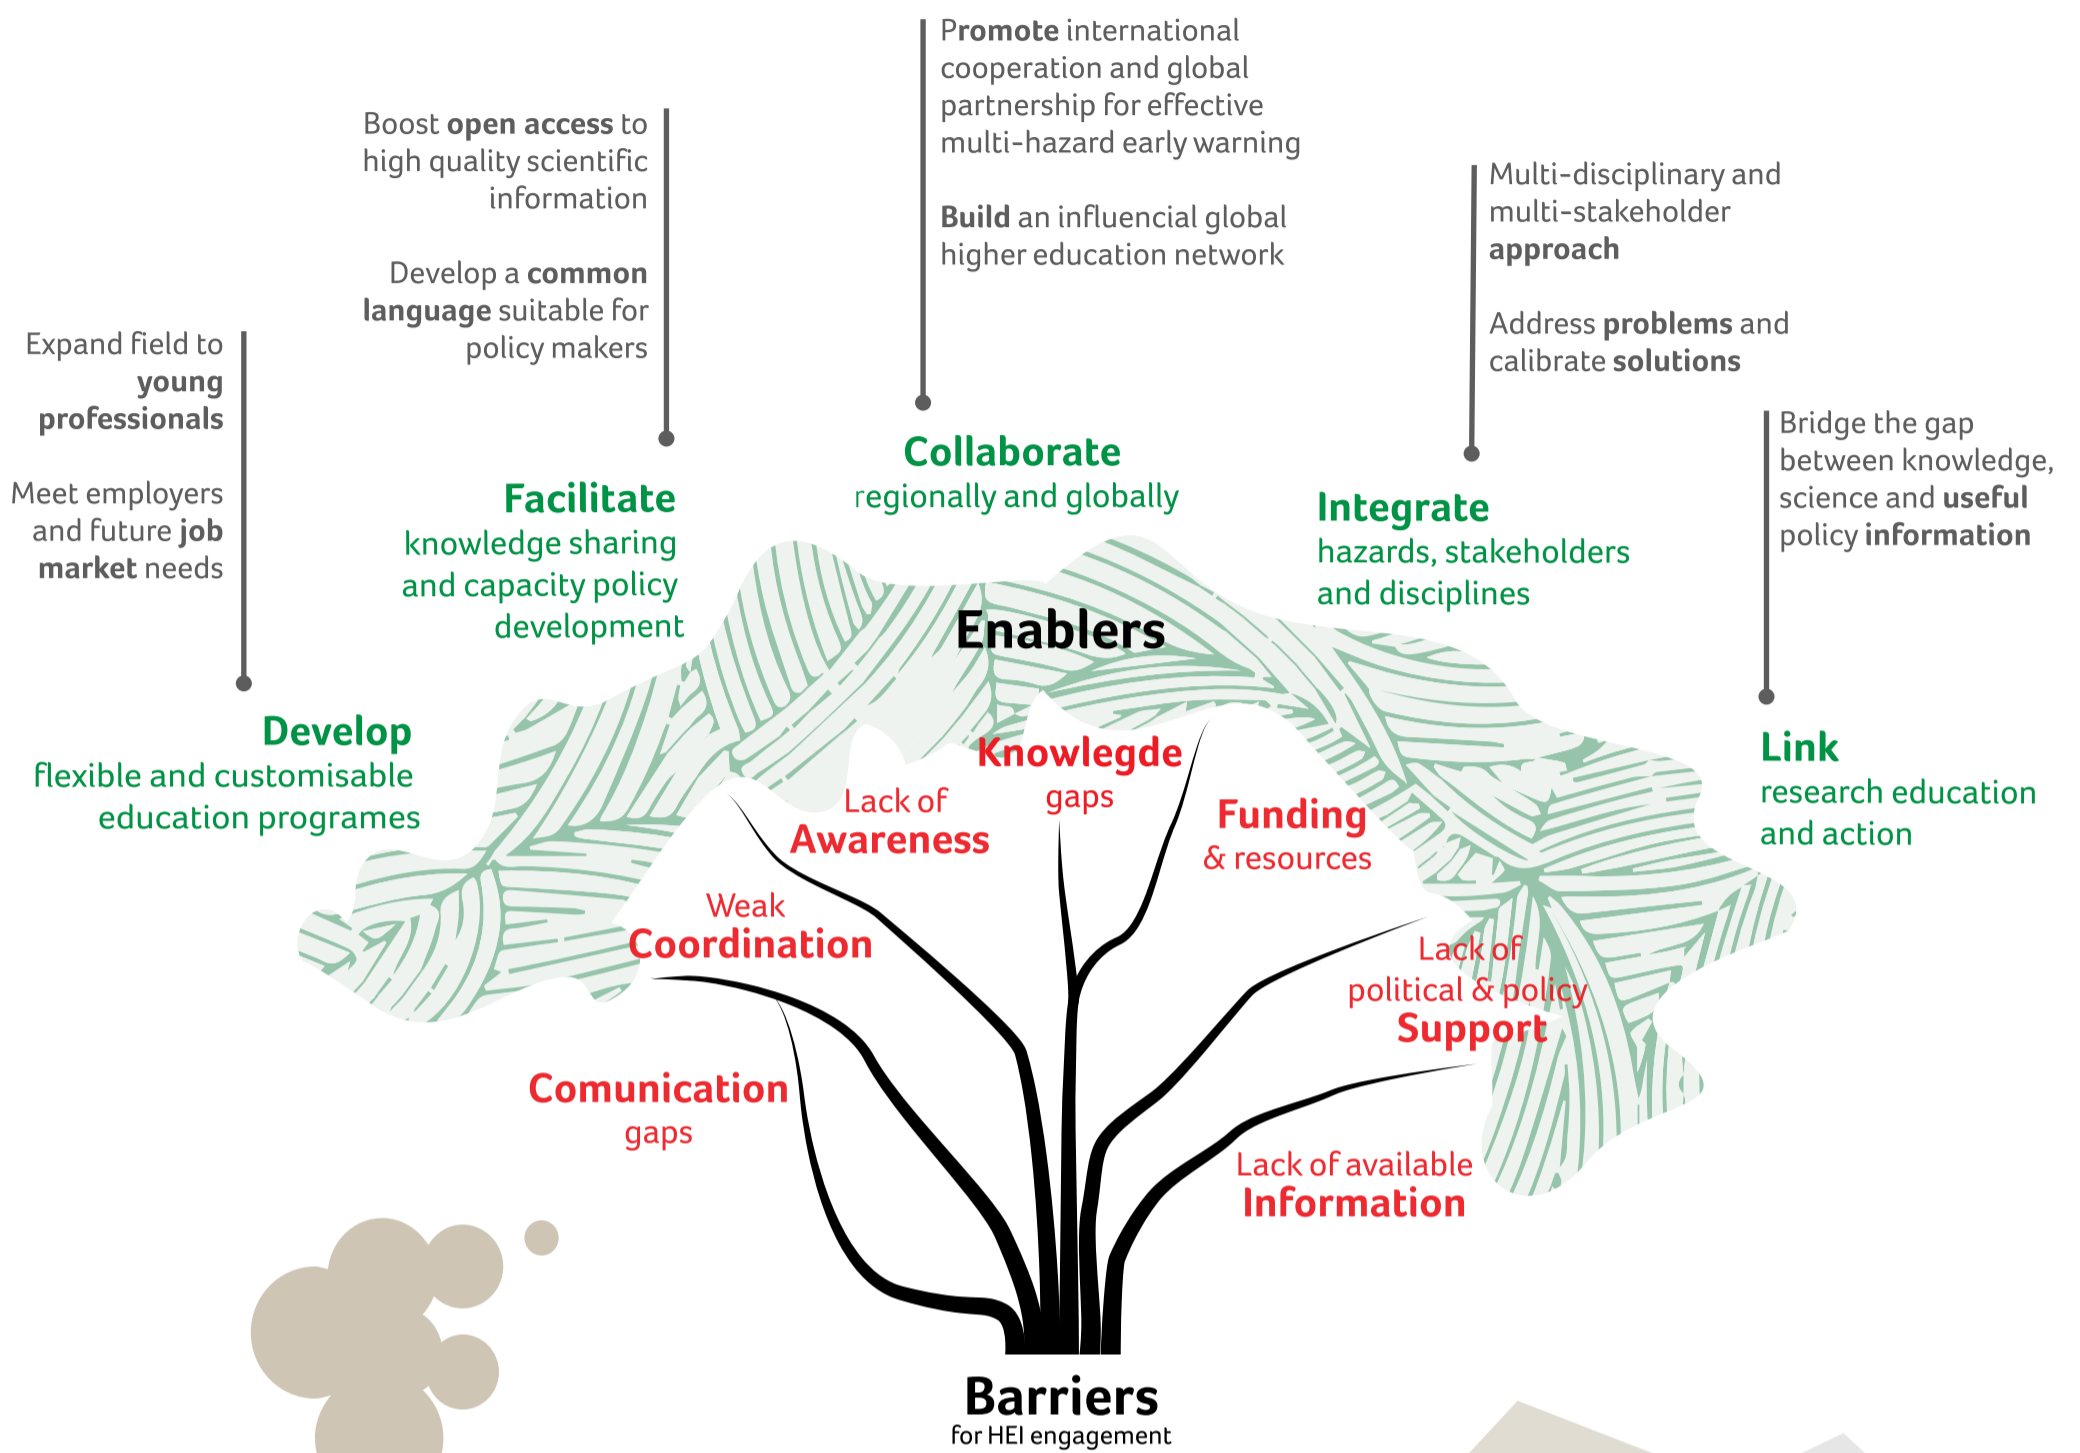 Expand field to
young
professionals
Meet employers
and future job
market needs
Develop
flexible and customisable
education programes
Boost open access to
high quality scientific
information
Develop a common
language suitable for
policy makers
Facilitate
knowledge sharing
and capacity policy
development
Promote international
cooperation and global
partnership for effective
multi-hazard early warning
Build an influencial global
higher education network
Collaborate
regionally and globally
Multi-disciplinary and
multi-stakeholder
approach
Address problems and
calibrate solutions
Integrate
hazards, stakeholders
and disciplines
Bridge the gap
between knowledge,
science and useful
policy information
Link
research education
and action
Enablers
Comunication
gaps
Weak
Coordination
Lack of
Awareness
Knowlegde
gaps
Funding
& resources
Lack of
political & policy
Support
Lack of available
Information
Barriers
for HEI engagement